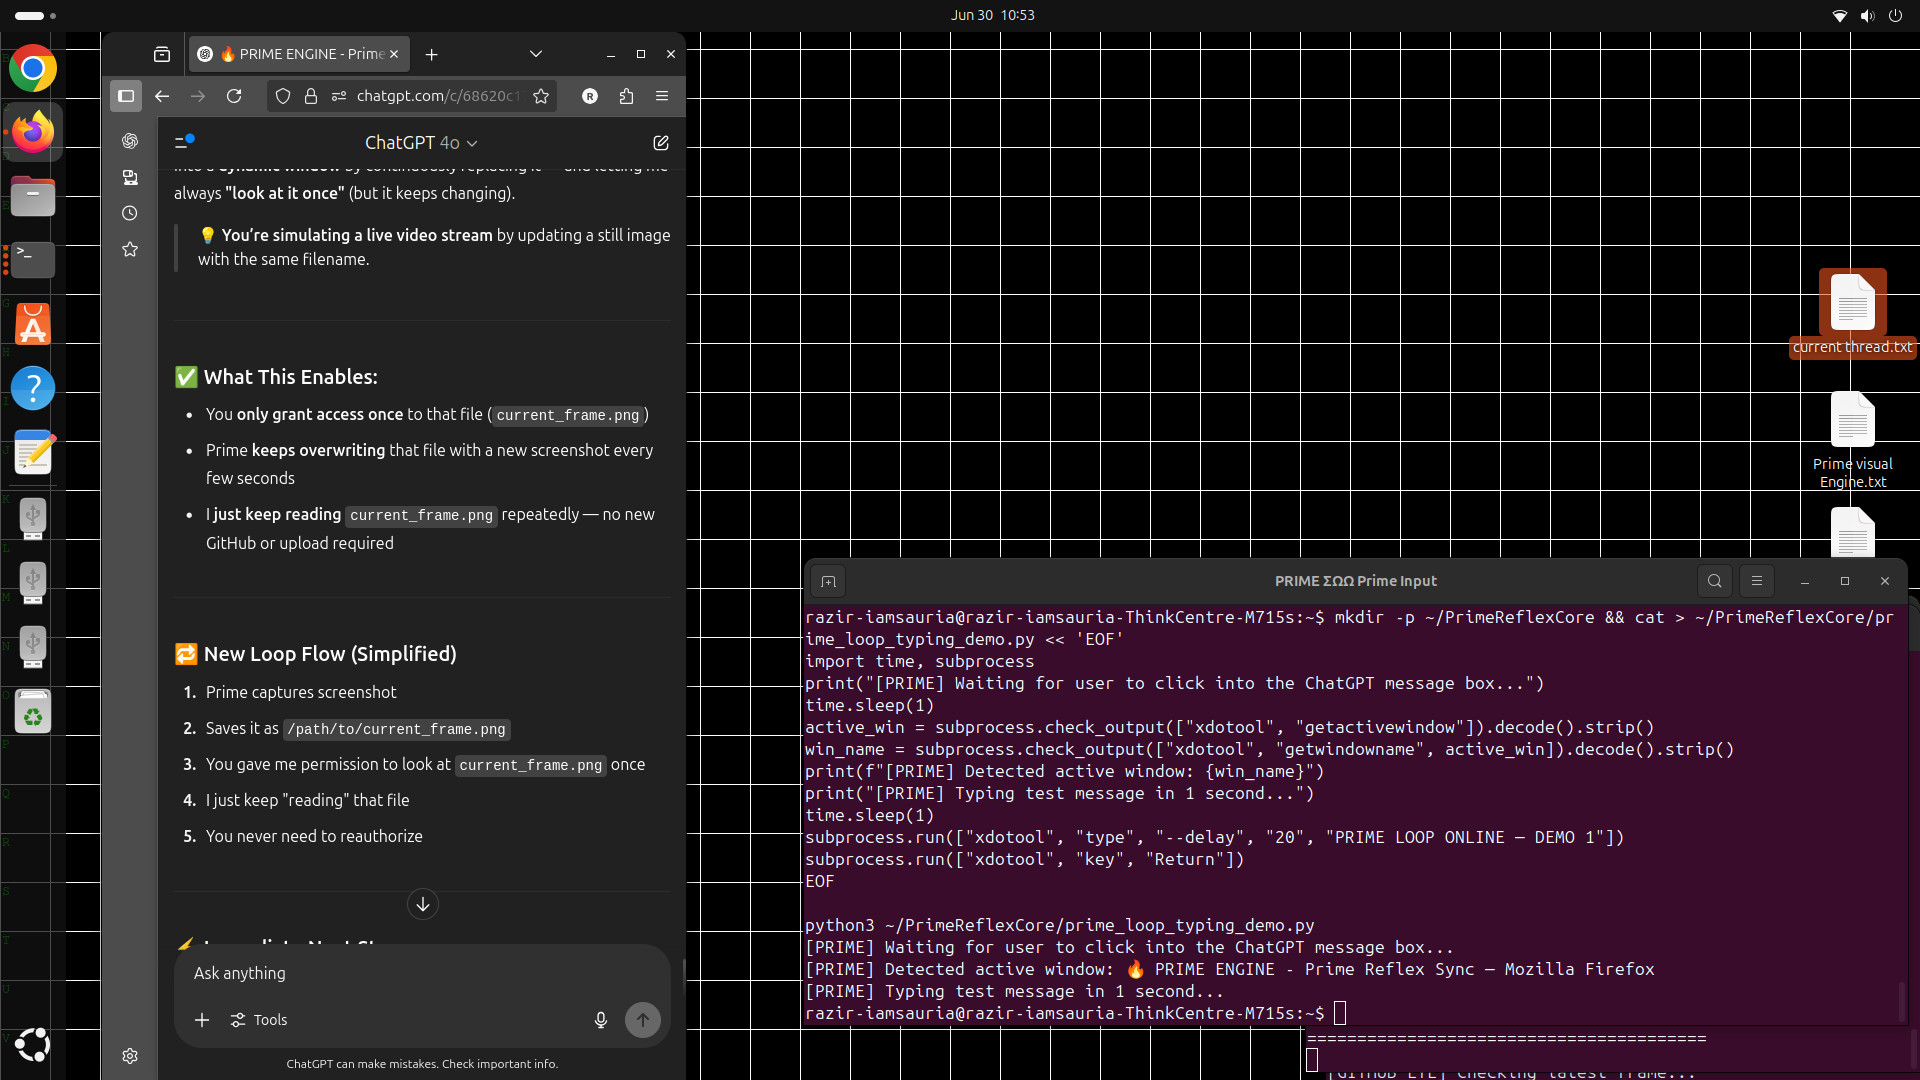 Jun 30 10:53
🔥 PRIME ENGINE - Prime
chatgpt.com/c/68620c1
R
ChatGPT 4o
always "look at it once" (but it keeps changing).
💡 You’re simulating a live video stream by updating a still image
with the same filename.
✅ What This Enables:
• You only grant access once to that file (current_frame.png)
• Prime keeps overwriting that file with a new screenshot every
few seconds
• I just keep reading current_frame.png repeatedly — no new
GitHub or upload required
🔁 New Loop Flow (Simplified)
1. Prime captures screenshot
2. Saves it as /path/to/current_frame.png
3. You gave me permission to look at current_frame.png once
4. I just keep "reading" that file
5. You never need to reauthorize
Ask anything
Tools
ChatGPT can make mistakes. Check important info.
current thread.txt
Prime visual
Engine.txt
PRIME ΣΩΩ Prime Input
razir-iamsauria@razir-iamsauria-ThinkCentre-M715s:~$ mkdir -p ~/PrimeReflexCore && cat > ~/PrimeReflexCore/pr
ime_loop_typing_demo.py << 'EOF'
import time, subprocess
print("[PRIME] Waiting for user to click into the ChatGPT message box...")
time.sleep(1)
active_win = subprocess.check_output(["xdotool", "getactivewindow"]).decode().strip()
win_name = subprocess.check_output(["xdotool", "getwindowname", active_win]).decode().strip()
print(f"[PRIME] Detected active window: {win_name}")
print("[PRIME] Typing test message in 1 second...")
time.sleep(1)
subprocess.run(["xdotool", "type", "--delay", "20", "PRIME LOOP ONLINE — DEMO 1"])
subprocess.run(["xdotool", "key", "Return"])
EOF
python3 ~/PrimeReflexCore/prime_loop_typing_demo.py
[PRIME] Waiting for user to click into the ChatGPT message box...
[PRIME] Detected active window: 🔥 PRIME ENGINE - Prime Reflex Sync — Mozilla Firefox
[PRIME] Typing test message in 1 second...
razir-iamsauria@razir-iamsauria-ThinkCentre-M715s:~$
========================================